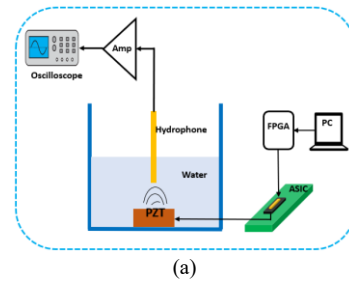 Amp
Oscilloscope
Hydrophone
FPGA
PC
Water
ASIC
PZT
(a)